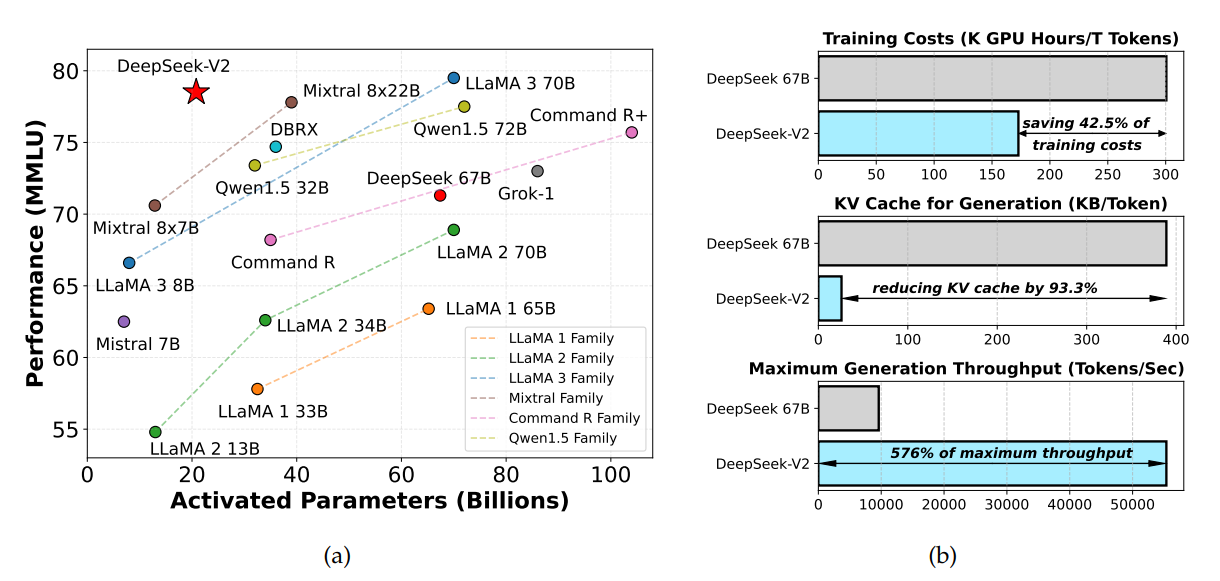 80
75
70
65
60
55
Performance (MMLU)
DeepSeek-V2
Mixtral 8x22B
LLaMA 3 70B
Command R+
DBRX
Qwen1.5 72B
Qwen1.5 32B
DeepSeek 67B
Grok-1
Mixtral 8x7B
Command R
LLaMA 2 70B
LLaMA 3 8B
LLaMA 1 65B
Mistral 7B
LLaMA 2 34B
LLaMA 1 33B
LLaMA 2 13B
LLaMA 1 Family
LLaMA 2 Family
LLaMA 3 Family
Mixtral Family
Command R Family
Qwen1.5 Family
0 20 40 60 80 100
Activated Parameters (Billions)
(a)
Training Costs (K GPU Hours/T Tokens)
DeepSeek 67B
DeepSeek-V2
saving 42.5% of
training costs
0 50 100 150 200 250 300
KV Cache for Generation (KB/Token)
DeepSeek 67B
DeepSeek-V2
reducing KV cache by 93.3%
0 100 200 300 400
Maximum Generation Throughput (Tokens/Sec)
DeepSeek 67B
DeepSeek-V2
576% of maximum throughput
0 10000 20000 30000 40000 50000
(b)